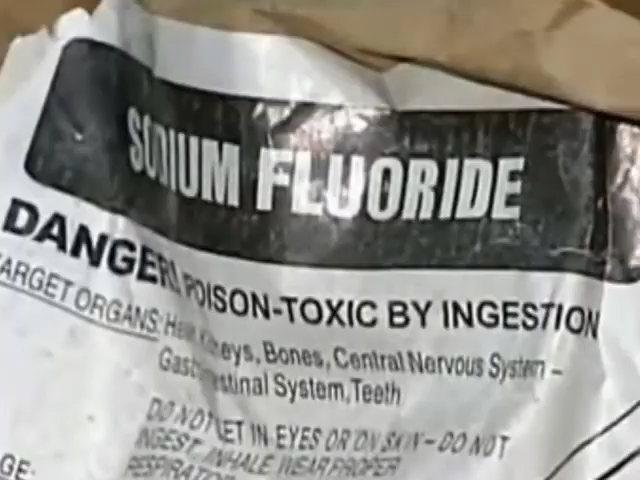 SODIUM FLUORIDE
DANGER! POISON-TOXIC BY INGESTION
TARGET ORGANS: Heart, Kidneys, Bones, Central Nervous System –
Gastrointestinal System, Teeth
DO NOT LET IN EYES OR ON SKIN – DO NOT
INGEST, INHALE WEAR PROPER
RESPIRATOR
GE: